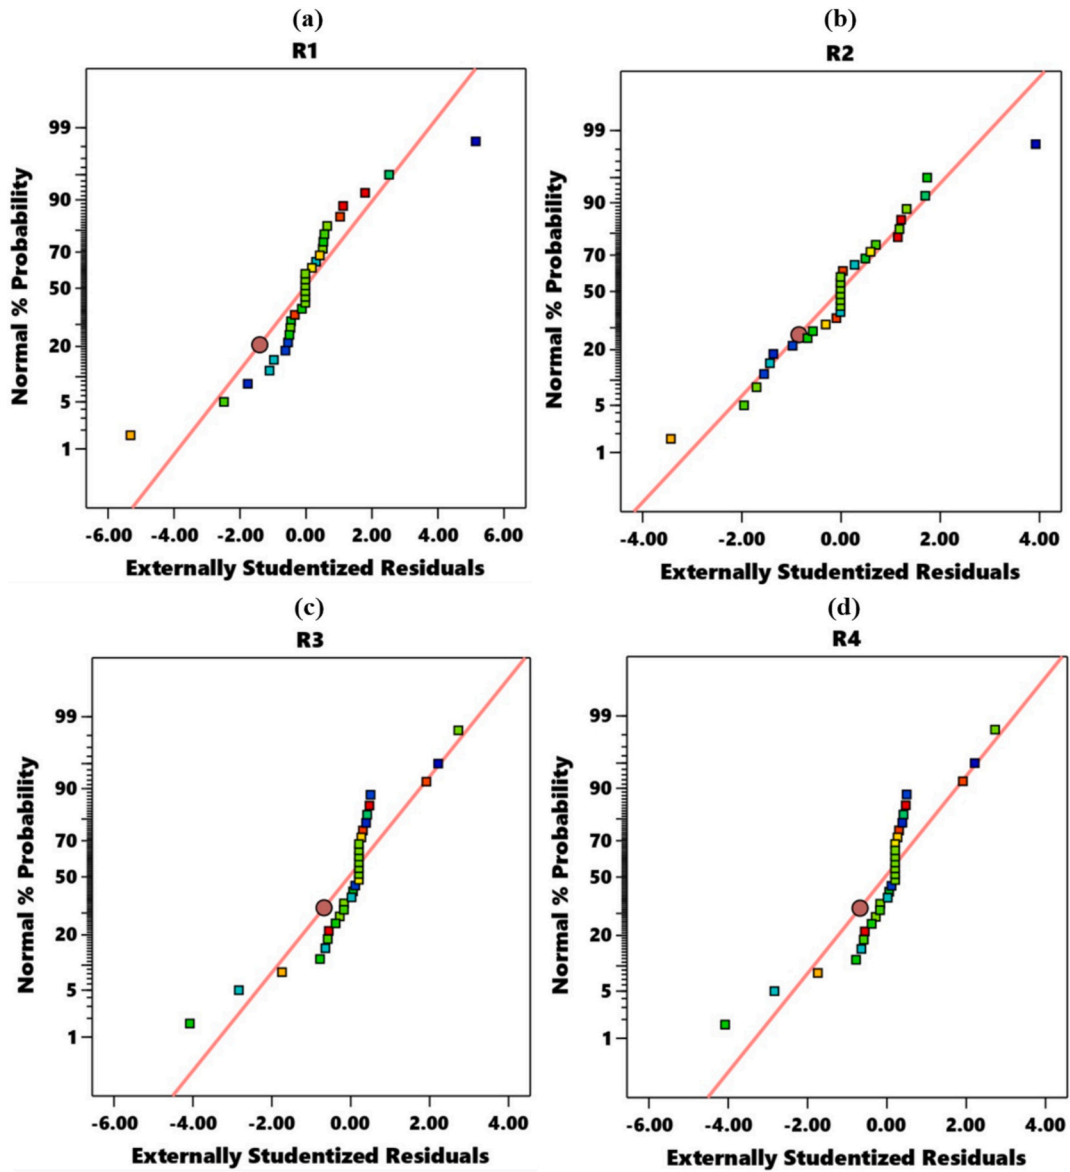 (a)
R1
Normal % Probability
99
90
70
50
20
5
1
-6.00 -4.00 -2.00 0.00 2.00 4.00 6.00
Externally Studentized Residuals
(b)
R2
Normal % Probability
99
90
70
50
20
5
1
-4.00 -2.00 0.00 2.00 4.00
Externally Studentized Residuals
(c)
R3
Normal % Probability
99
90
70
50
20
5
1
-6.00 -4.00 -2.00 0.00 2.00 4.00
Externally Studentized Residuals
(d)
R4
Normal % Probability
99
90
70
50
20
5
1
-6.00 -4.00 -2.00 0.00 2.00 4.00
Externally Studentized Residuals